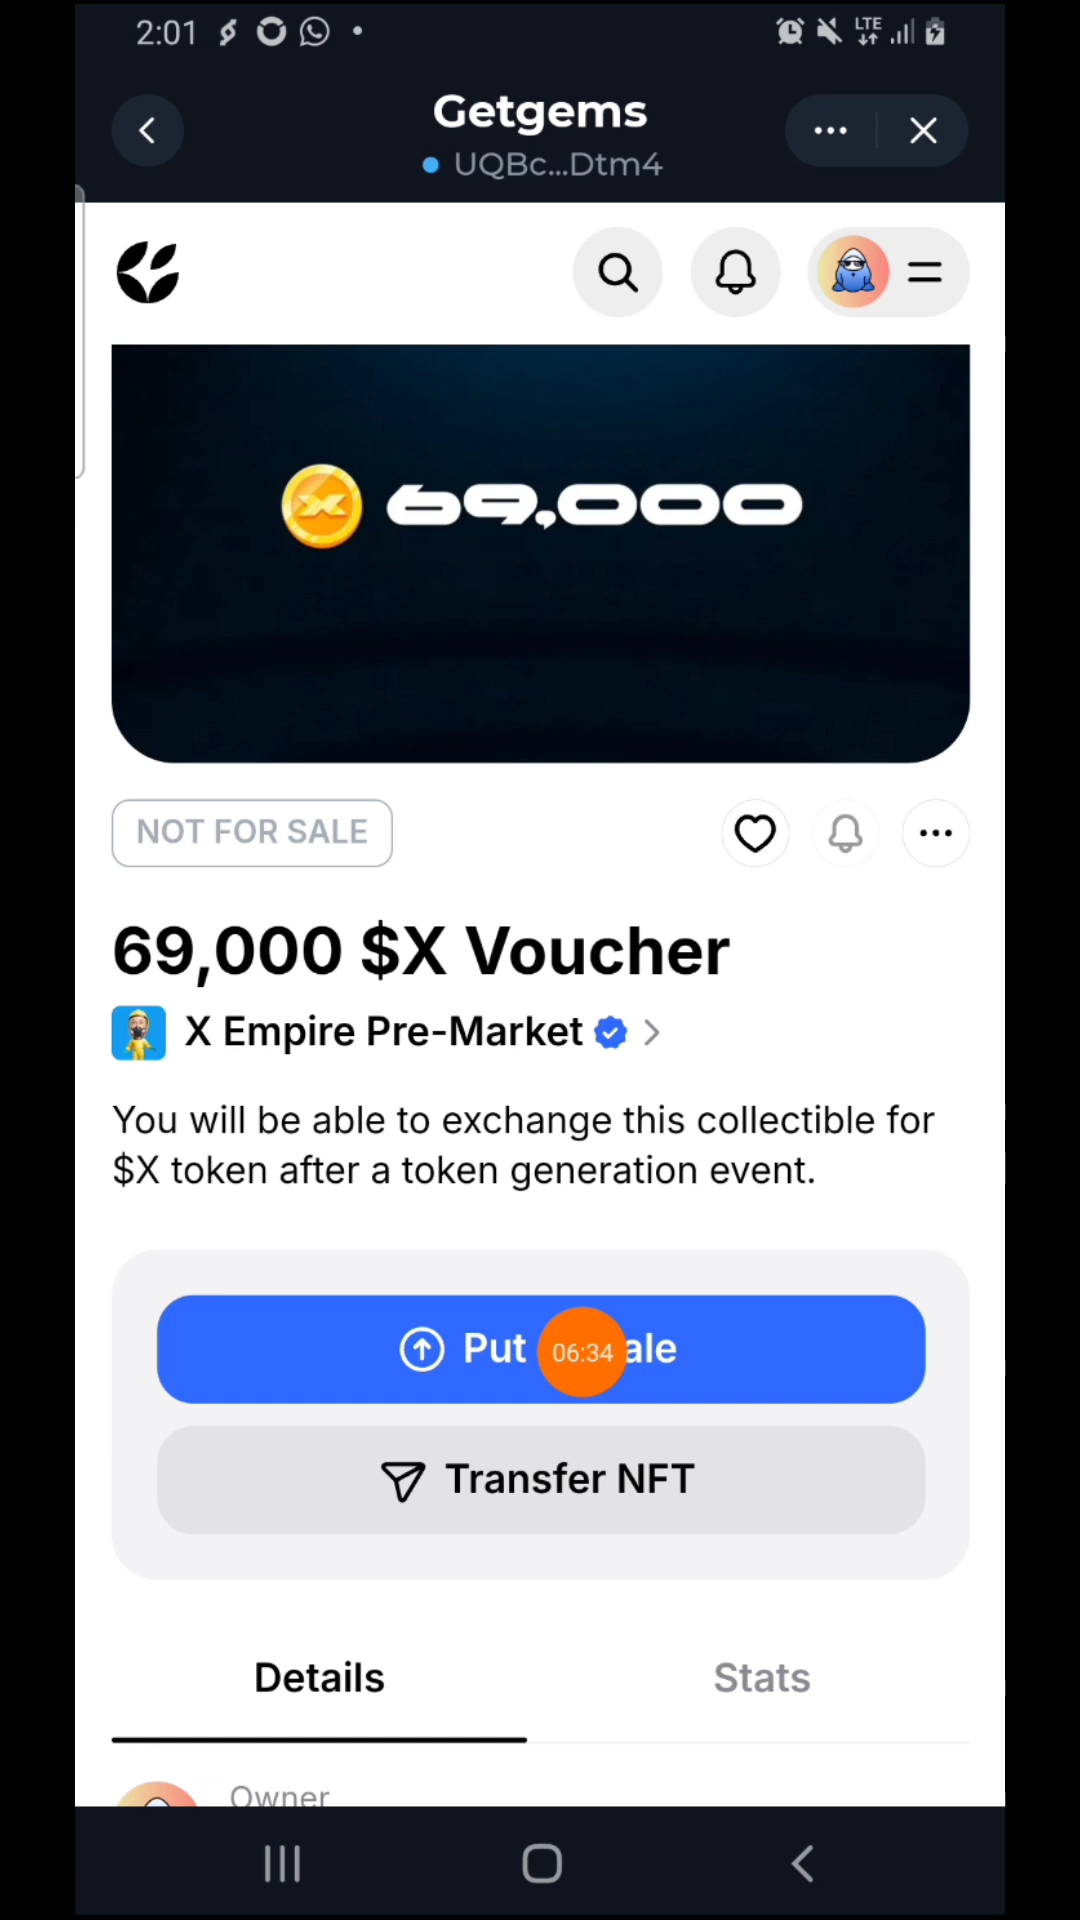 2:01
LTE
Getgems
UQBc...Dtm4
69,000
NOT FOR SALE
69,000 $X Voucher
X Empire Pre-Market
You will be able to exchange this collectible for
$X token after a token generation event.
Put 06:34 ale
Transfer NFT
Details Stats
Owner